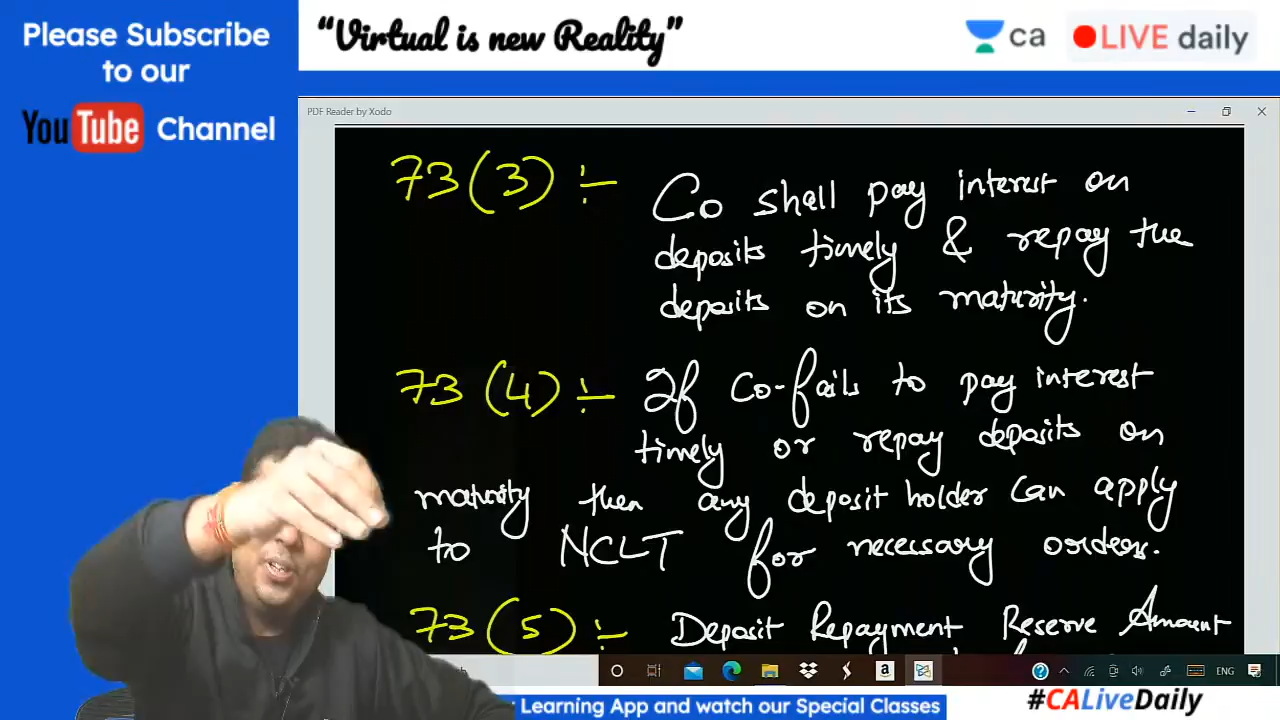 Please Subscribe
to our
YouTube Channel
“Virtual is new Reality”
ca
LIVE daily
PDF Reader by Xodo
73(3) :- Co shall pay interest on
deposits timely & repay the
deposits on its maturity.
73 (4) :- If Co-fails to pay interest
timely or repay deposits on
maturity then any deposit holder can apply
to NCLT for necessary orders.
73 (5) :- Deposit Repayment Reserve Amount
ENG
Learning App and watch our Special Classes
#CALiveDaily